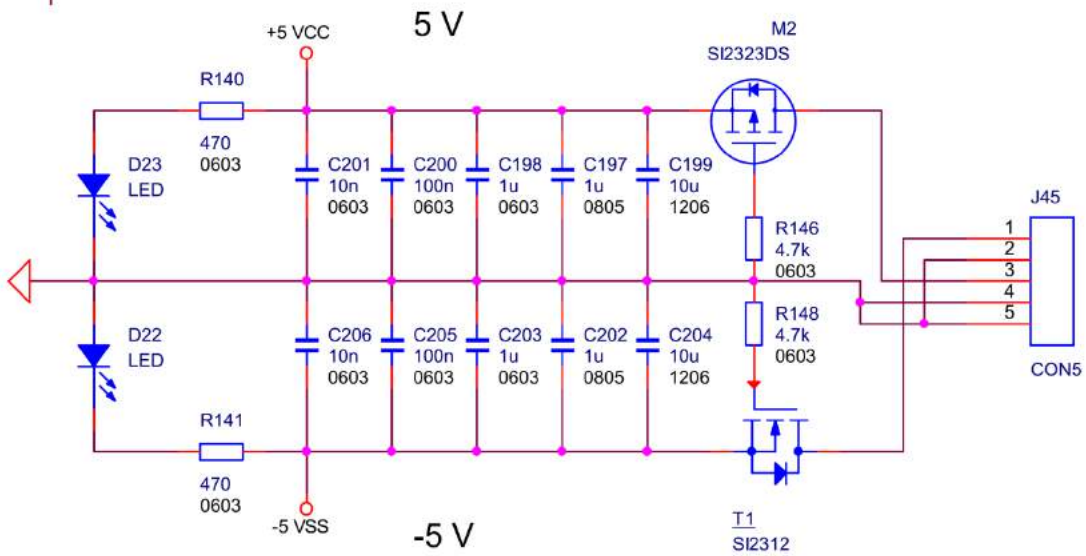 5 V
+5 VCC
M2
SI2323DS
R140
470
0603
D23
LED
C201
10n
0603
C200
100n
0603
C198
1u
0603
C197
1u
0805
C199
10u
1206
R146
4.7k
0603
J45
1
2
3
4
5
CON5
D22
LED
C206
10n
0603
C205
100n
0603
C203
1u
0603
C202
1u
0805
C204
10u
1206
R148
4.7k
0603
R141
470
0603
-5 VSS
-5 V
T1
SI2312